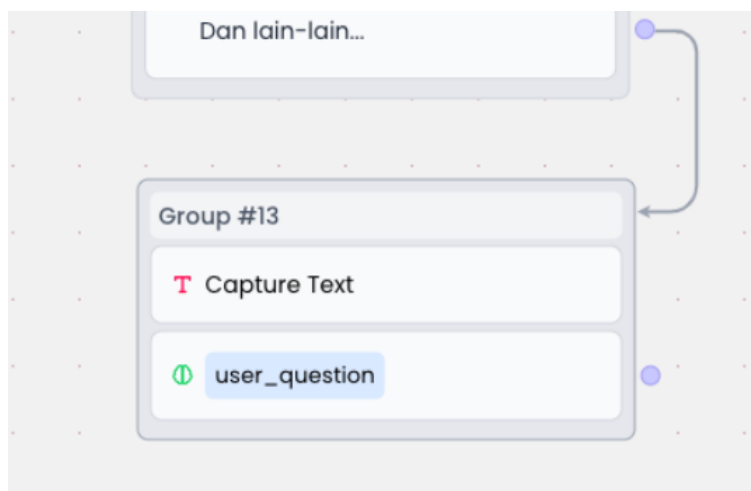 Dan lain-lain...
Group #13
Capture Text
user_question